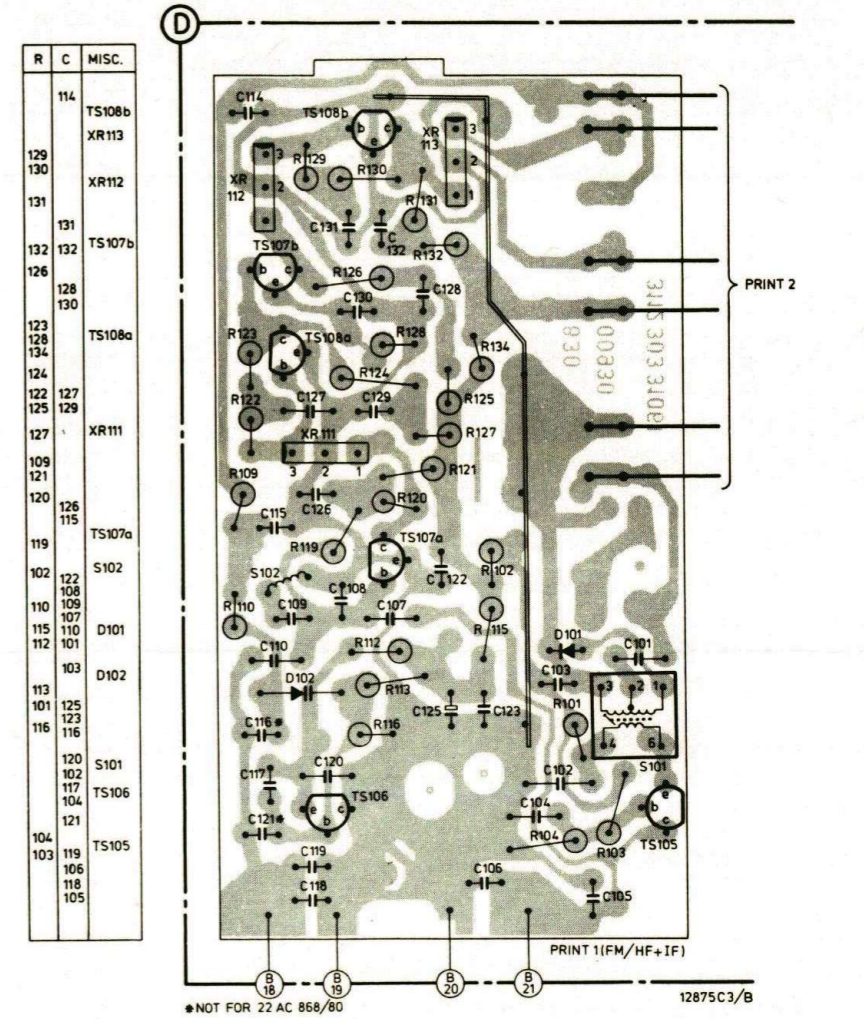 D
R C MISC.
114
TS108b
XR113
129
130
XR112
131
131
132 132 TS107b
126
128
130
123
128 TS108a
134
124
122 127
125 129
XR111
127
109
121
120
126
115
TS107a
119
S102
102 122
108
110 109
107
115 110 D101
112 101
103
D102
113
101 125
123
116 116
120 S101
102
117 TS106
104
121
104 TS105
103 119
106
118
105
C114
TS108b
b c
e
XR
113
3
2
1
R129
R130
XR
112
3
2
R131
C131
C132
R132
TS107b
b c
e
R126
C128
C130
PRINT 2
3112 303 3106
00930
830
R123
TS108a
c
e
b
R128
R134
R124
R125
R122
C127
C129
R127
XR111
3 2 1
R121
R109
C126
R120
C115
TS107a
c
e
b
R119
S102
C122
R102
C108
R110
C109
C107
R115
D101
C101
C110
R112
C103
D102
R113
3 2 1
C125
C123
R101
C116*
R116
4 6
S101
C120
C102
C117
e
b
c
TS106
e c
b
C104
C121*
R104
R103
TS105
C119
C106
C118
C105
PRINT 1(FM/HF+IF)
B
18
B
19
B
20
B
21
*NOT FOR 22 AC 868/80
12875C3/B